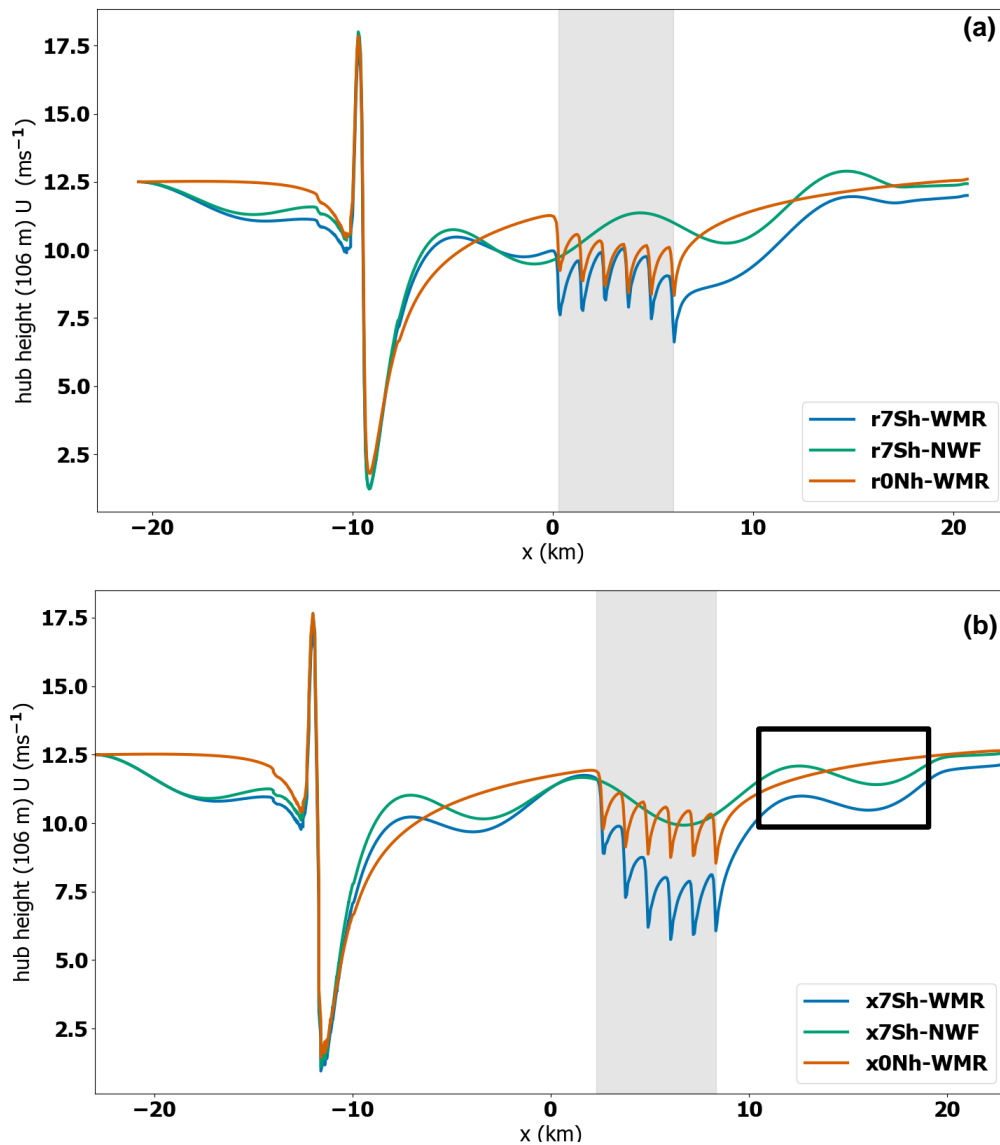 (a)
17.5
15.0
12.5
10.0
7.5
5.0
2.5
hub height (106 m) U (ms⁻¹)
r7Sh-WMR
r7Sh-NWF
r0Nh-WMR
−20
−10
0
10
20
x (km)
(b)
17.5
15.0
12.5
10.0
7.5
5.0
2.5
hub height (106 m) U (ms⁻¹)
x7Sh-WMR
x7Sh-NWF
x0Nh-WMR
−20
−10
0
10
20
x (km)